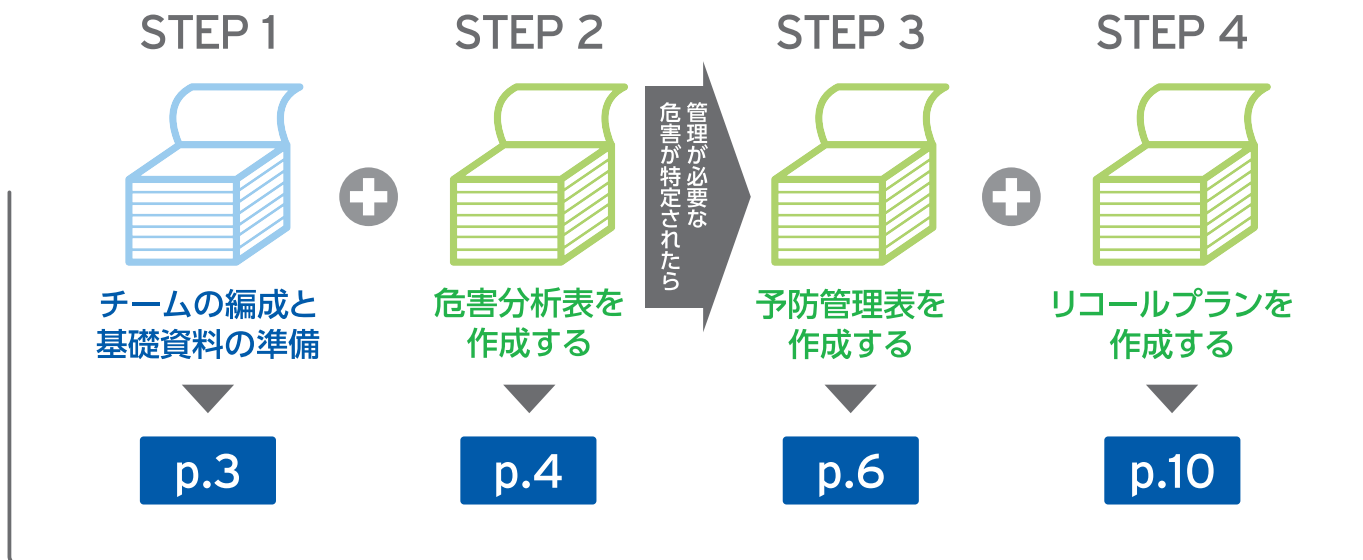 STEP 1
チームの編成と
基礎資料の準備
p.3
STEP 2
危害分析表を
作成する
p.4
管理が必要な
危害が特定されたら
STEP 3
予防管理表を
作成する
p.6
STEP 4
リコールプランを
作成する
p.10